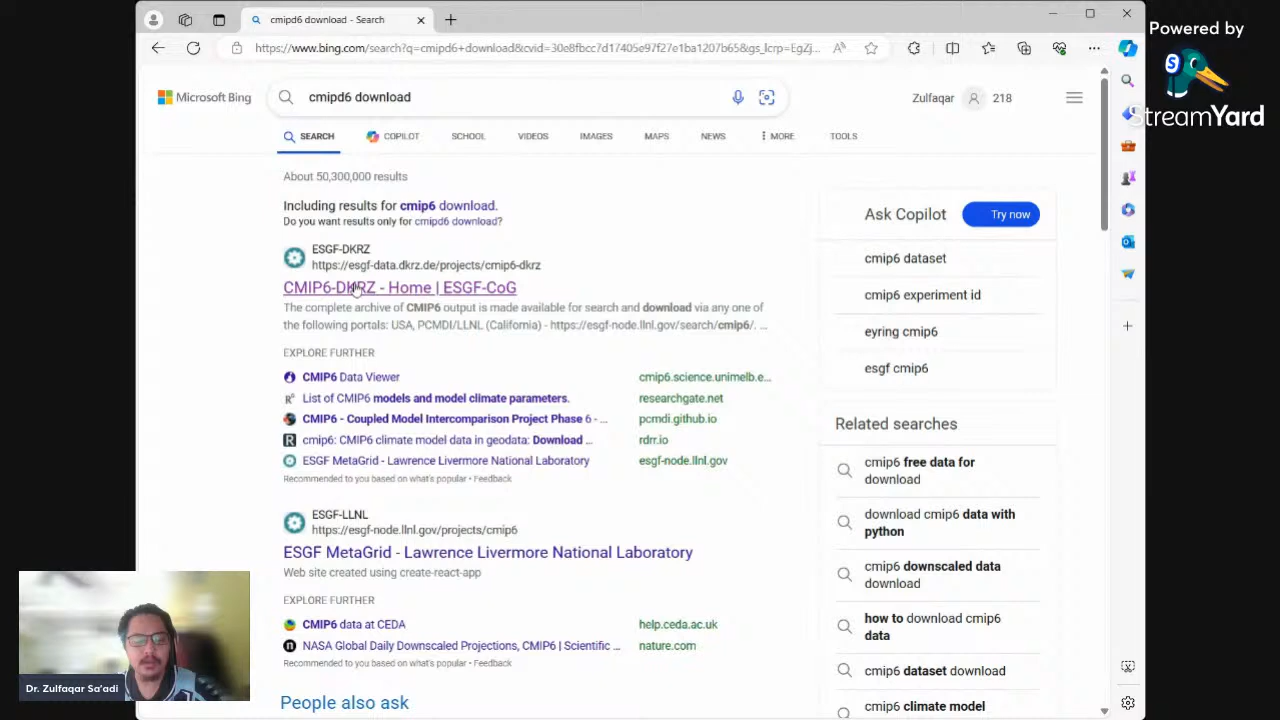 cmipd6 download - Search
https://www.bing.com/search?q=cmipd6+download&cvid=30e8fbcc7d17405e97f27e1ba1207b65&gs_lcrp=EgZj...
Powered by
StreamYard
Microsoft Bing
cmipd6 download
Zulfaqar
218
SEARCH
COPILOT
SCHOOL
VIDEOS
IMAGES
MAPS
NEWS
MORE
TOOLS
About 50,300,000 results
Including results for cmip6 download.
Do you want results only for cmipd6 download?
ESGF-DKRZ
https://esgf-data.dkrz.de/projects/cmip6-dkrz
CMIP6-DKRZ - Home | ESGF-CoG
The complete archive of CMIP6 output is made available for search and download via any one of
the following portals: USA, PCMDI/LLNL (California) - https://esgf-node.llnl.gov/search/cmip6/. ...
EXPLORE FURTHER
CMIP6 Data Viewer
cmip6.science.unimelb.e...
List of CMIP6 models and model climate parameters.
researchgate.net
CMIP6 - Coupled Model Intercomparison Project Phase 6 - ...
pcmdi.github.io
cmip6: CMIP6 climate model data in geodata: Download ...
rdrr.io
ESGF MetaGrid - Lawrence Livermore National Laboratory
esgf-node.llnl.gov
Recommended to you based on what's popular • Feedback
ESGF-LLNL
https://esgf-node.llnl.gov/projects/cmip6
ESGF MetaGrid - Lawrence Livermore National Laboratory
Web site created using create-react-app
EXPLORE FURTHER
CMIP6 data at CEDA
help.ceda.ac.uk
NASA Global Daily Downscaled Projections, CMIP6 | Scientific ...
nature.com
Recommended to you based on what's popular • Feedback
People also ask
Ask Copilot
Try now
cmip6 dataset
cmip6 experiment id
eyring cmip6
esgf cmip6
Related searches
cmip6 free data for
download
download cmip6 data with
python
cmip6 downscaled data
download
how to download cmip6
data
cmip6 dataset download
cmip6 climate model
Dr. Zulfaqar Sa'adi